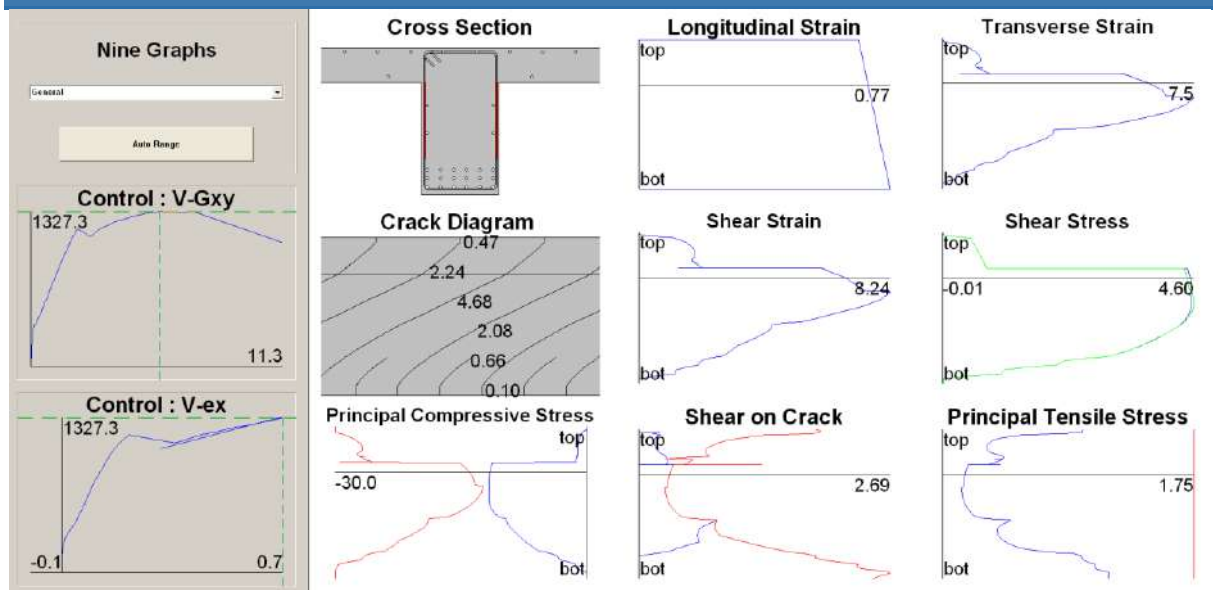 Nine Graphs
General
Auto Range
Control : V-Gxy
1327.3
11.3
Control : V-ex
1327.3
-0.1
0.7
Cross Section
Longitudinal Strain
top
0.77
bot
Transverse Strain
top
7.5
bot
Crack Diagram
0.47
2.24
4.68
2.08
0.66
0.10
Shear Strain
top
8.24
bot
Shear Stress
top
-0.01
4.60
bot
Principal Compressive Stress
top
-30.0
bot
Shear on Crack
top
2.69
bot
Principal Tensile Stress
top
1.75
bot